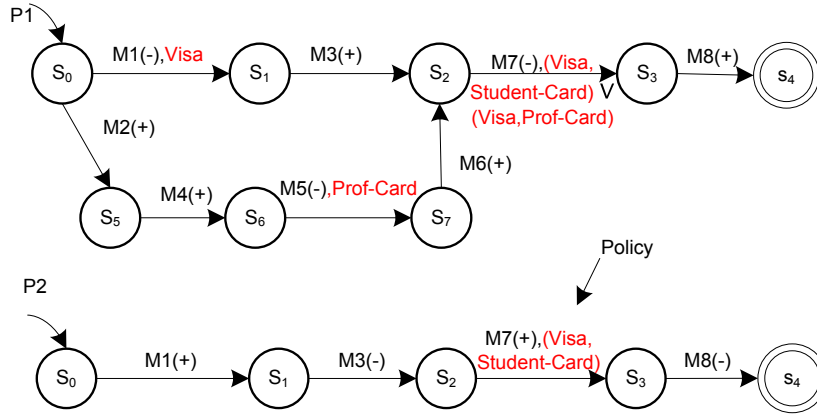 P1
S0
M1(-),Visa
S1
M3(+)
S2
M7(-),(Visa,
Student-Card) ∨
(Visa,Prof-Card)
S3
M8(+)
s4
M2(+)
M6(+)
S5
M4(+)
S6
M5(-),Prof-Card
S7
Policy
P2
S0
M1(+)
S1
M3(-)
S2
M7(+),(Visa,
Student-Card)
S3
M8(-)
s4